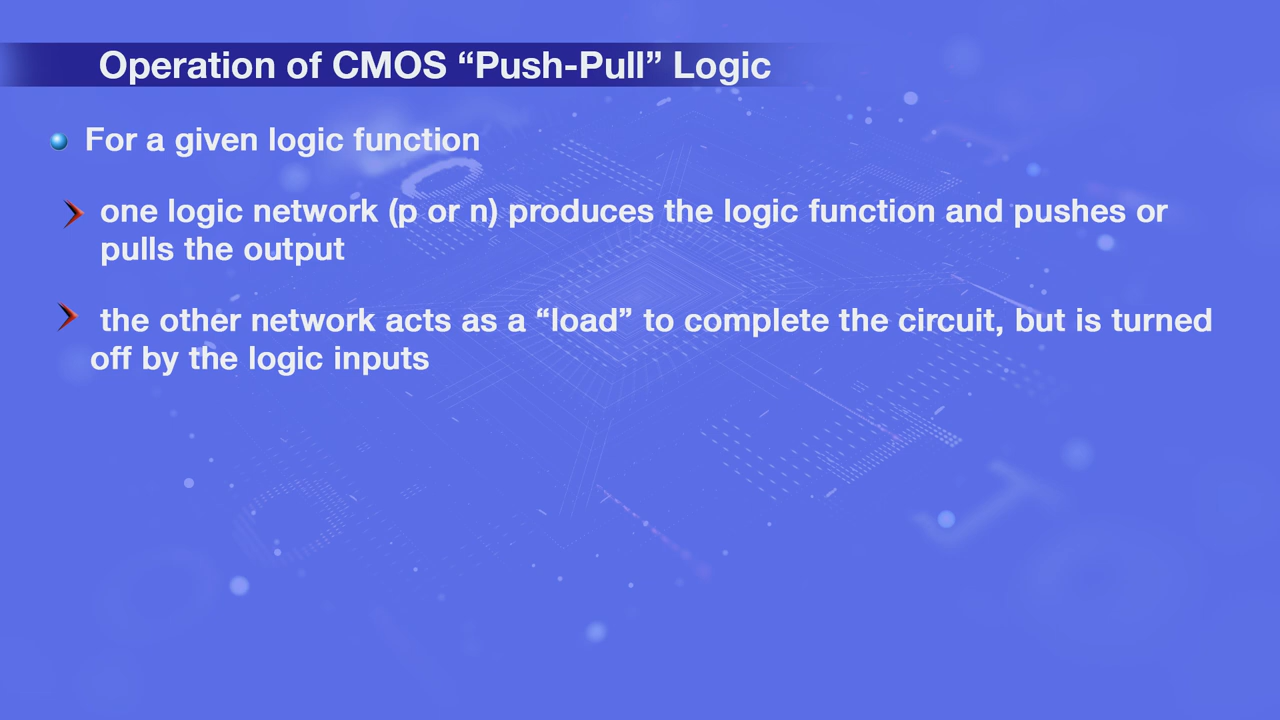 Operation of CMOS “Push-Pull” Logic
For a given logic function
one logic network (p or n) produces the logic function and pushes or
pulls the output
the other network acts as a “load” to complete the circuit, but is turned
off by the logic inputs